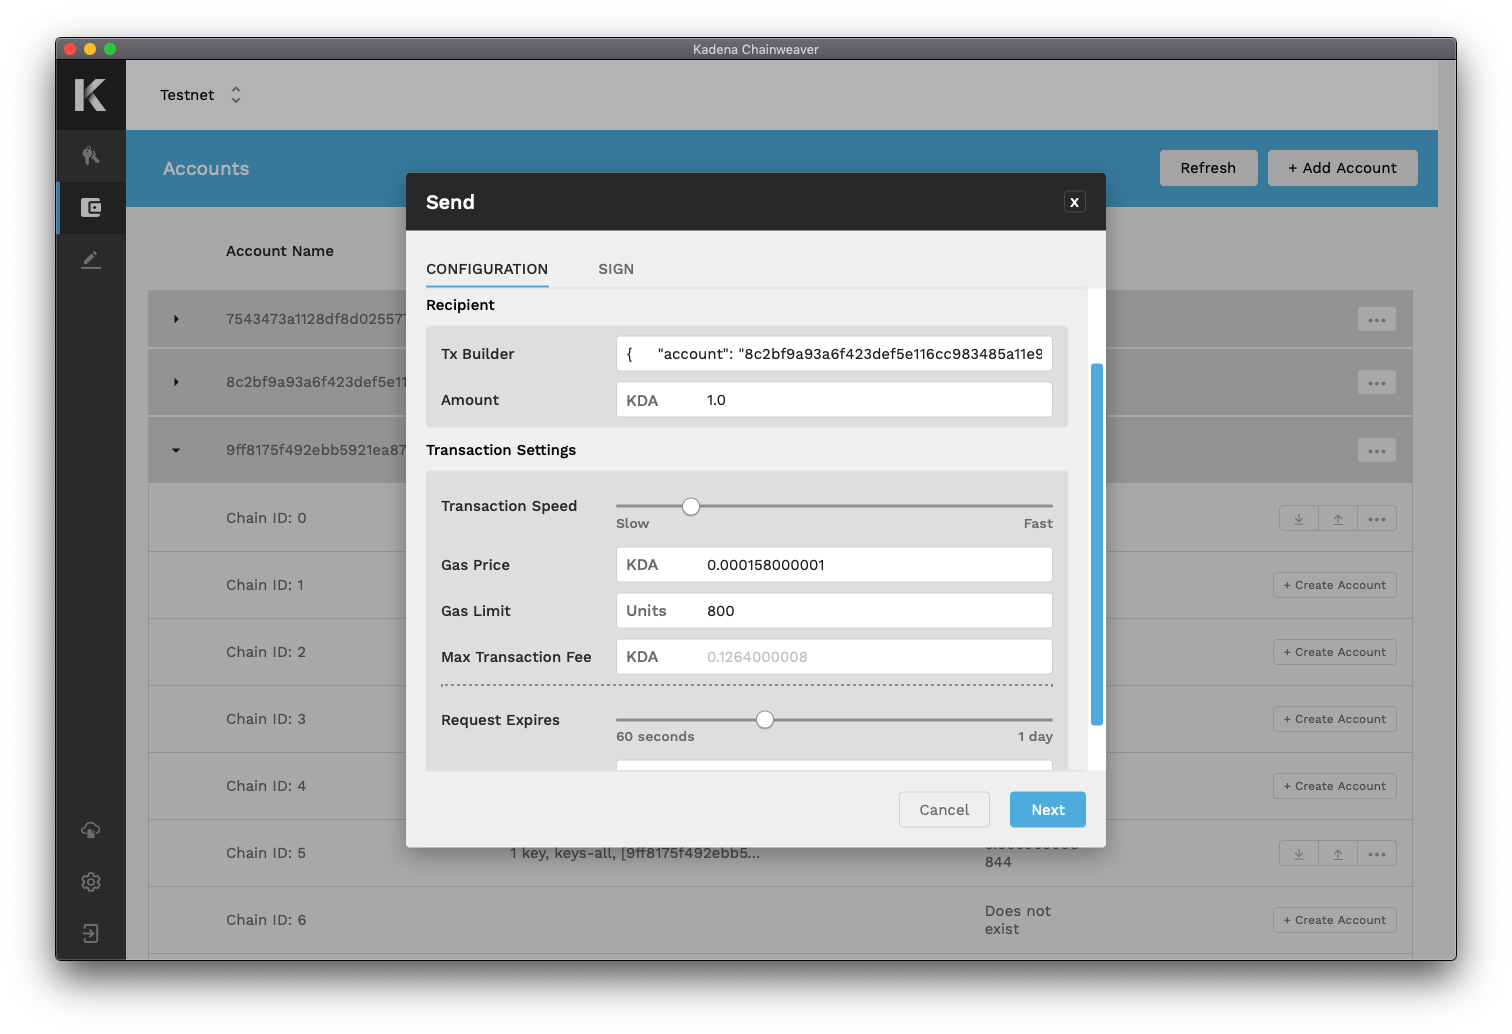 Kadena Chainweaver
K
Testnet
Accounts
Refresh
+ Add Account
Account Name
7543473a1128df8d025577
8c2bf9a93a6f423def5e11
9ff8175f492ebb5921ea87
Chain ID: 0
Chain ID: 1
+ Create Account
Chain ID: 2
+ Create Account
Chain ID: 3
+ Create Account
Chain ID: 4
+ Create Account
Chain ID: 5
1 key, keys-all, [9ff8175f492ebb5...
844
Chain ID: 6
Does not
exist
+ Create Account
Send
X
CONFIGURATION
SIGN
Recipient
Tx Builder
{ "account": "8c2bf9a93a6f423def5e116cc983485a11e9
Amount
KDA 1.0
Transaction Settings
Transaction Speed
Slow
Fast
Gas Price
KDA 0.000158000001
Gas Limit
Units 800
Max Transaction Fee
KDA 0.1264000008
Request Expires
60 seconds
1 day
Cancel
Next